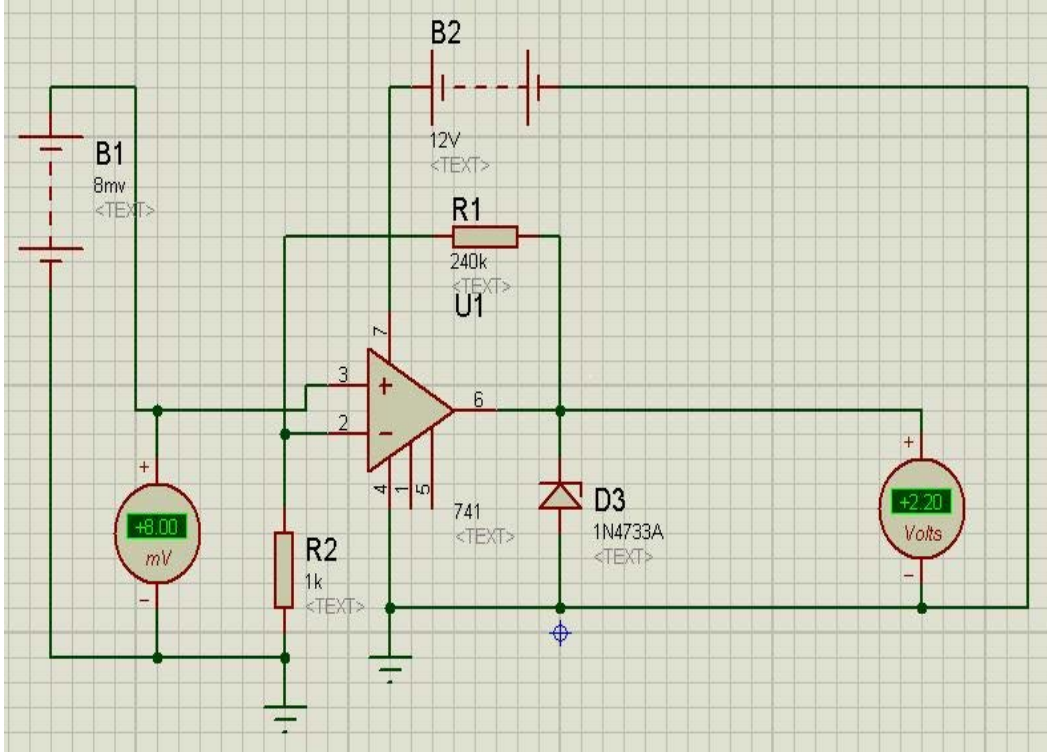 B2
12V
<TEXT>
B1
8mv
<TEXT>
R1
240k
<TEXT>
U1
7
3
+
6
2
-
4
1
5
741
<TEXT>
+
+8.00
mV
-
R2
1k
<TEXT>
D3
1N4733A
<TEXT>
+
+2.20
Volts
-